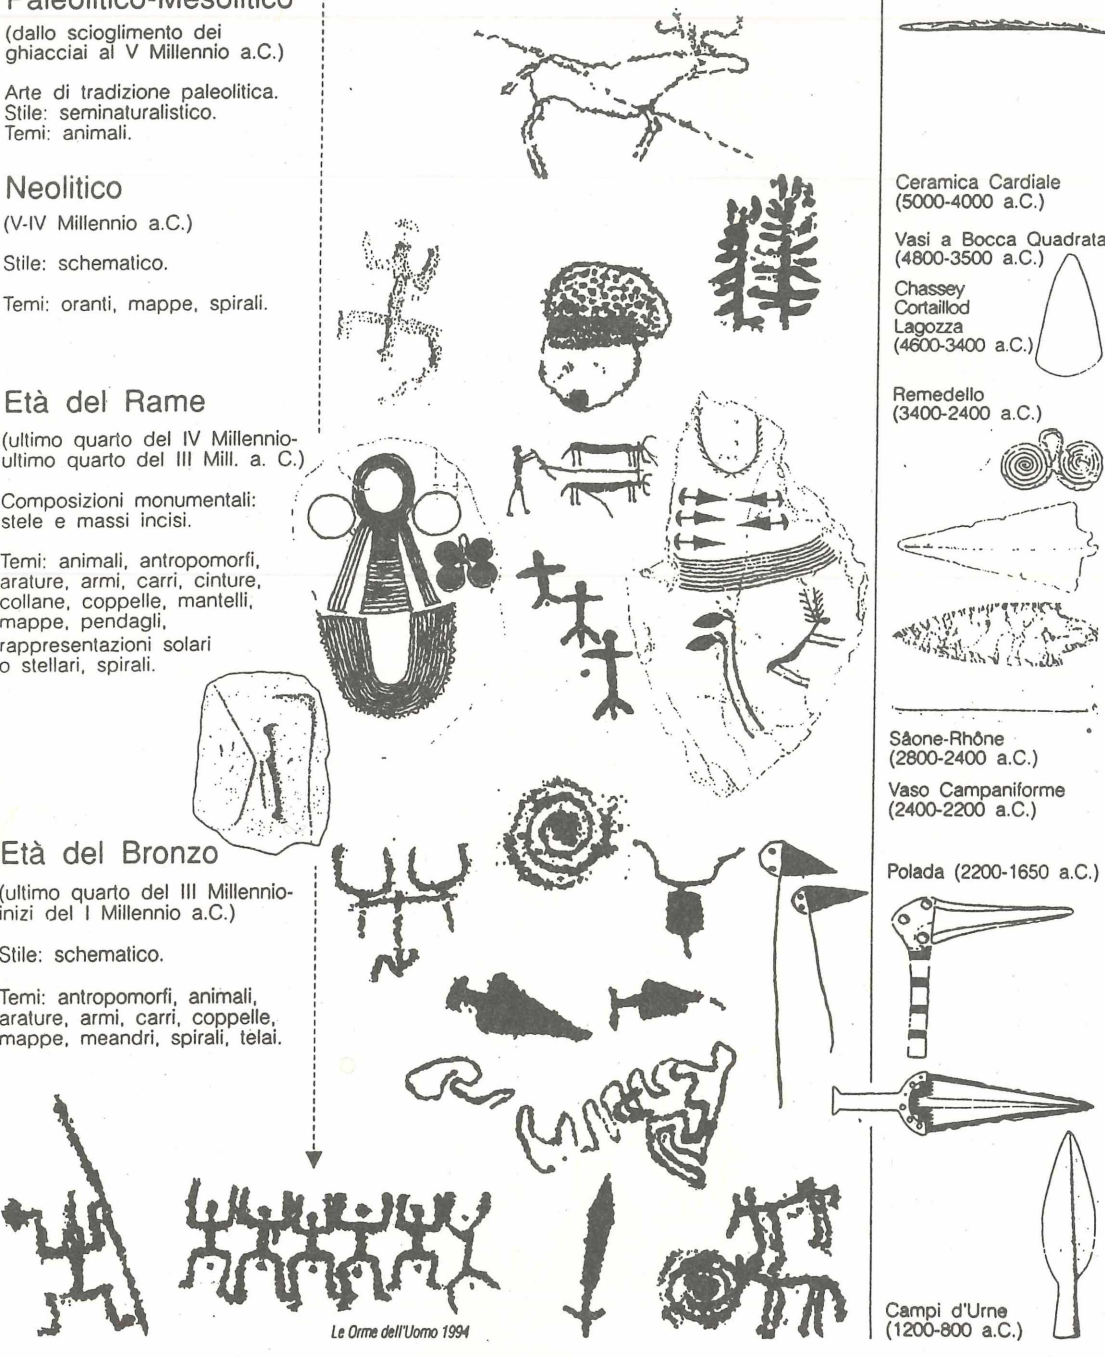 Paleolitico-Mesolitico
(dallo scioglimento dei
ghiacciai al V Millennio a.C.)
Arte di tradizione paleolitica.
Stile: seminaturalistico.
Temi: animali.
Neolitico
(V-IV Millennio a.C.)
Stile: schematico.
Temi: oranti, mappe, spirali.
Età del Rame
(ultimo quarto del IV Millennio-
ultimo quarto del III Mill. a. C.)
Composizioni monumentali:
stele e massi incisi.
Temi: animali, antropomorfi,
arature, armi, carri, cinture,
collane, coppelle, mantelli,
mappe, pendagli,
rappresentazioni solari
o stellari, spirali.
Età del Bronzo
(ultimo quarto del III Millennio-
inizi del I Millennio a.C.)
Stile: schematico.
Temi: antropomorfi, animali,
arature, armi, carri, coppelle,
mappe, meandri, spirali, telai.
Le Orme dell'Uomo 1994
Ceramica Cardiale
(5000-4000 a.C.)
Vasi a Bocca Quadrata
(4800-3500 a.C.)
Chassey
Cortaillod
Lagozza
(4600-3400 a.C.)
Remedello
(3400-2400 a.C.)
Sâone-Rhône
(2800-2400 a.C.)
Vaso Campaniforme
(2400-2200 a.C.)
Polada (2200-1650 a.C.)
Campi d'Urne
(1200-800 a.C.)